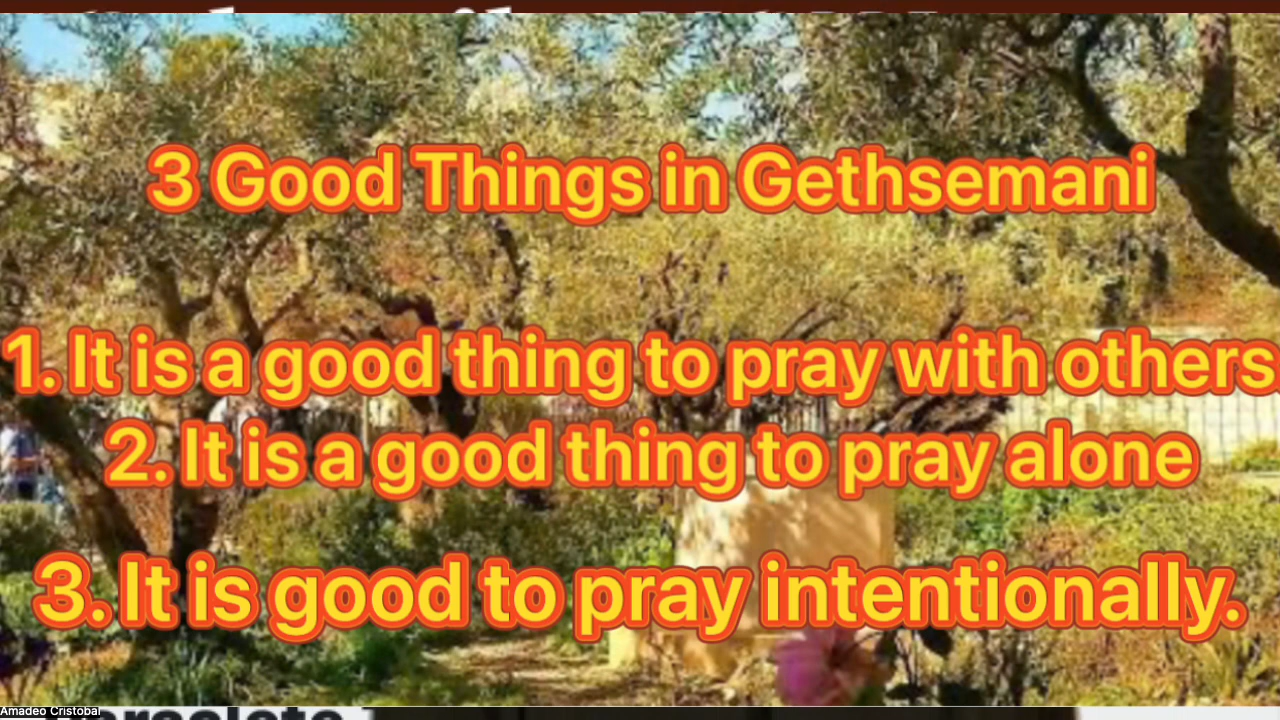 3 Good Things in Gethsemani
1. It is a good thing to pray with others
2. It is a good thing to pray alone
3. It is good to pray intentionally.
Amadeo Cristobal